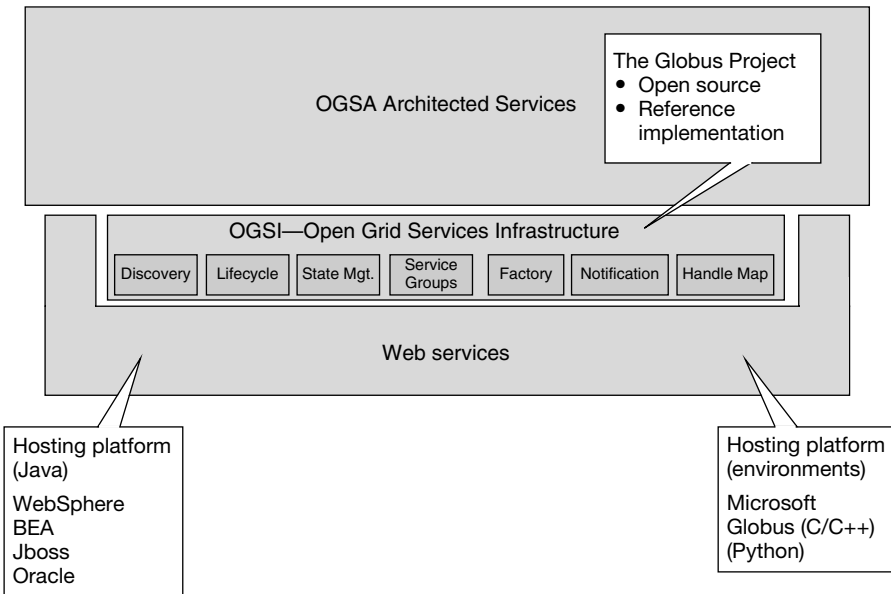 The Globus Project
• Open source
• Reference
implementation
OGSA Architected Services
OGSI—Open Grid Services Infrastructure
Discovery
Lifecycle
State Mgt.
Service
Groups
Factory
Notification
Handle Map
Web services
Hosting platform
(Java)
WebSphere
BEA
Jboss
Oracle
Hosting platform
(environments)
Microsoft
Globus (C/C++)
(Python)